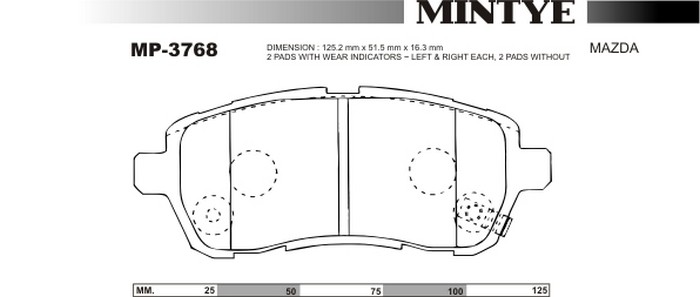 MINTYE
MP-3768
DIMENSION : 125.2 mm x 51.5 mm x 16.3 mm
2 PADS WITH WEAR INDICATORS – LEFT & RIGHT EACH, 2 PADS WITHOUT
MAZDA
MM. 25 50 75 100 125